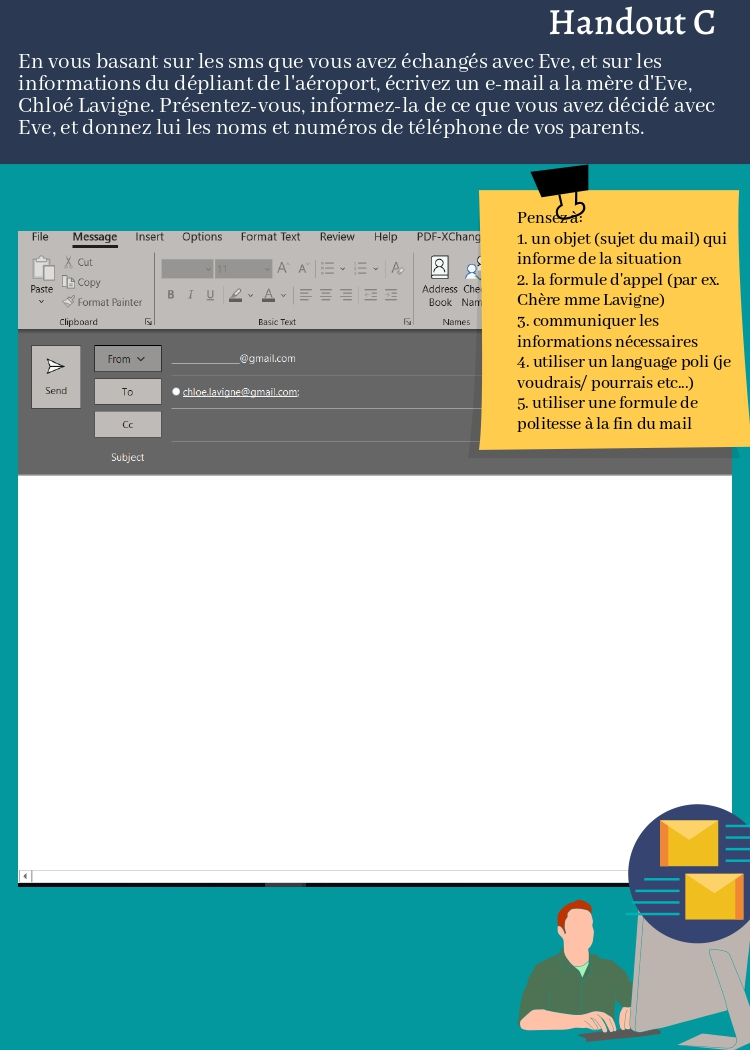 Handout C
En vous basant sur les sms que vous avez échangés avec Eve, et sur les
informations du dépliant de l'aéroport, écrivez un e-mail a la mère d'Eve,
Chloé Lavigne. Présentez-vous, informez-la de ce que vous avez décidé avec
Eve, et donnez lui les noms et numéros de téléphone de vos parents.
Pensez à:
1. un objet (sujet du mail) qui
informe de la situation
2. la formule d'appel (par ex.
Chère mme Lavigne)
3. communiquer les
informations nécessaires
4. utiliser un language poli (je
voudrais/ pourrais etc...)
5. utiliser une formule de
politesse à la fin du mail
File Message Insert Options Format Text Review Help PDF-XChang
Paste
Cut
Copy
Format Painter
Clipboard
11
B I U A
Basic Text
Address
Book
Names
From
______________@gmail.com
Send
To
chloe.lavigne@gmail.com;
Cc
Subject